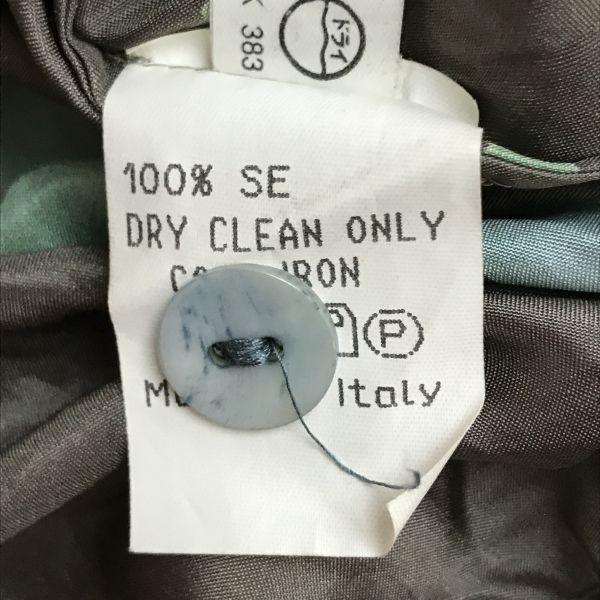 383
ドライ
100% SE
DRY CLEAN ONLY
IRON
P
Italy